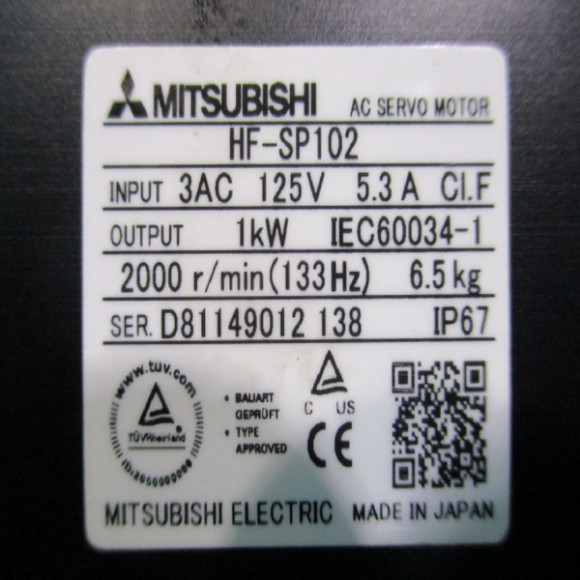 MITSUBISHI AC SERVO MOTOR
HF-SP102
INPUT 3AC 125V 5.3 A CI.F
OUTPUT 1kW IEC60034-1
2000 r/min(133Hz) 6.5kg
SER. D81149012 138 IP67
www.tuv.com
TÜVRheinland
• BAUART
GEPRÜFT
• TYPE
APPROVED
C US
CE
MITSUBISHI ELECTRIC MADE IN JAPAN